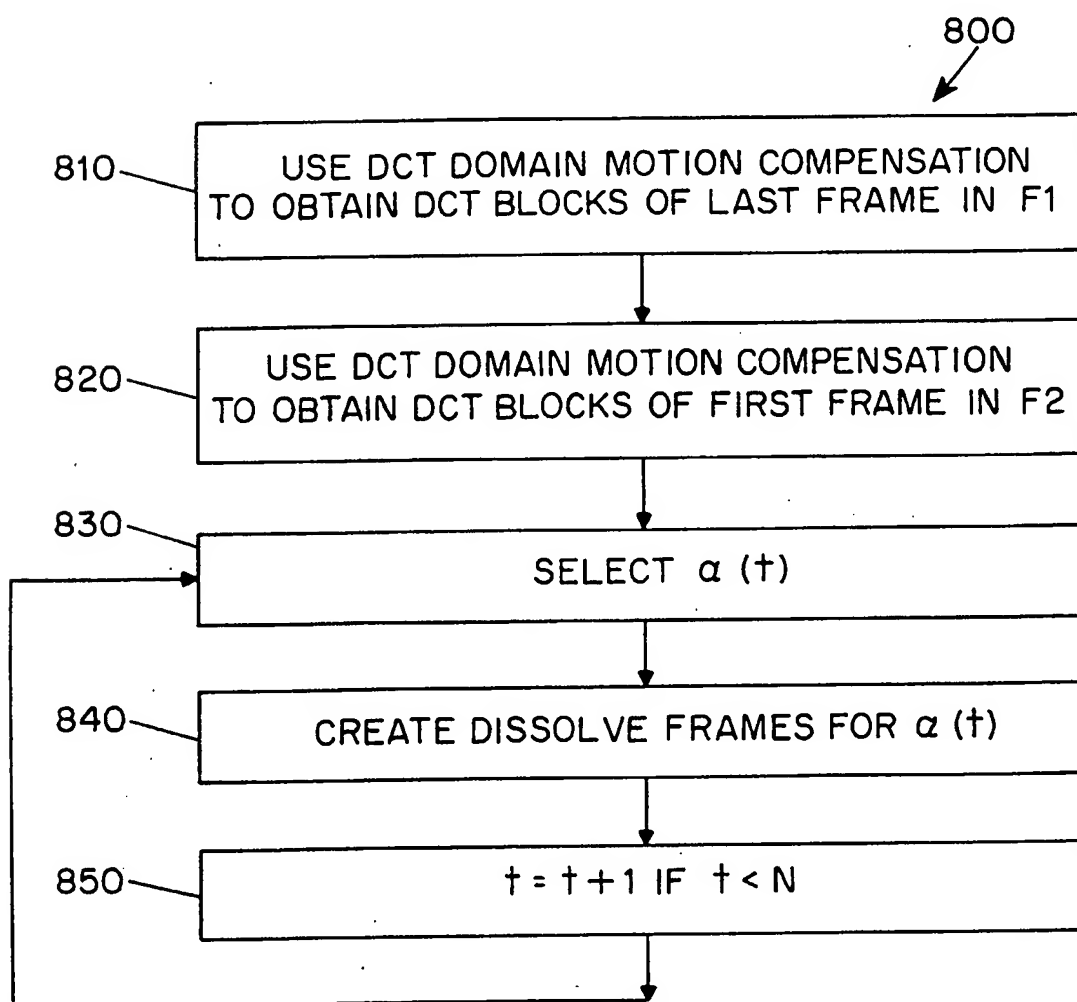 800
810
USE DCT DOMAIN MOTION COMPENSATION
TO OBTAIN DCT BLOCKS OF LAST FRAME IN F1
820
USE DCT DOMAIN MOTION COMPENSATION
TO OBTAIN DCT BLOCKS OF FIRST FRAME IN F2
830
SELECT α (t)
840
CREATE DISSOLVE FRAMES FOR α (t)
850
t = t + 1 IF t < N